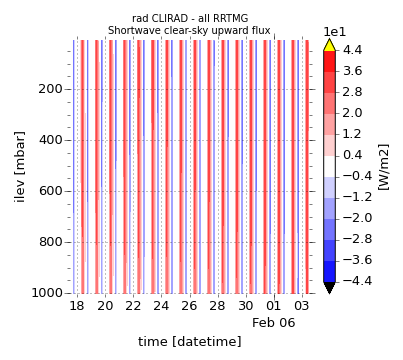 rad CLIRAD - all RRTMG
Shortwave clear-sky upward flux
1e1
4.4
3.6
2.8
2.0
1.2
0.4
−0.4
−1.2
−2.0
−2.8
−3.6
−4.4
[W/m2]
ilev [mbar]
200
400
600
800
1000
18 20 22 24 26 28 30 01 03
Feb 06
time [datetime]